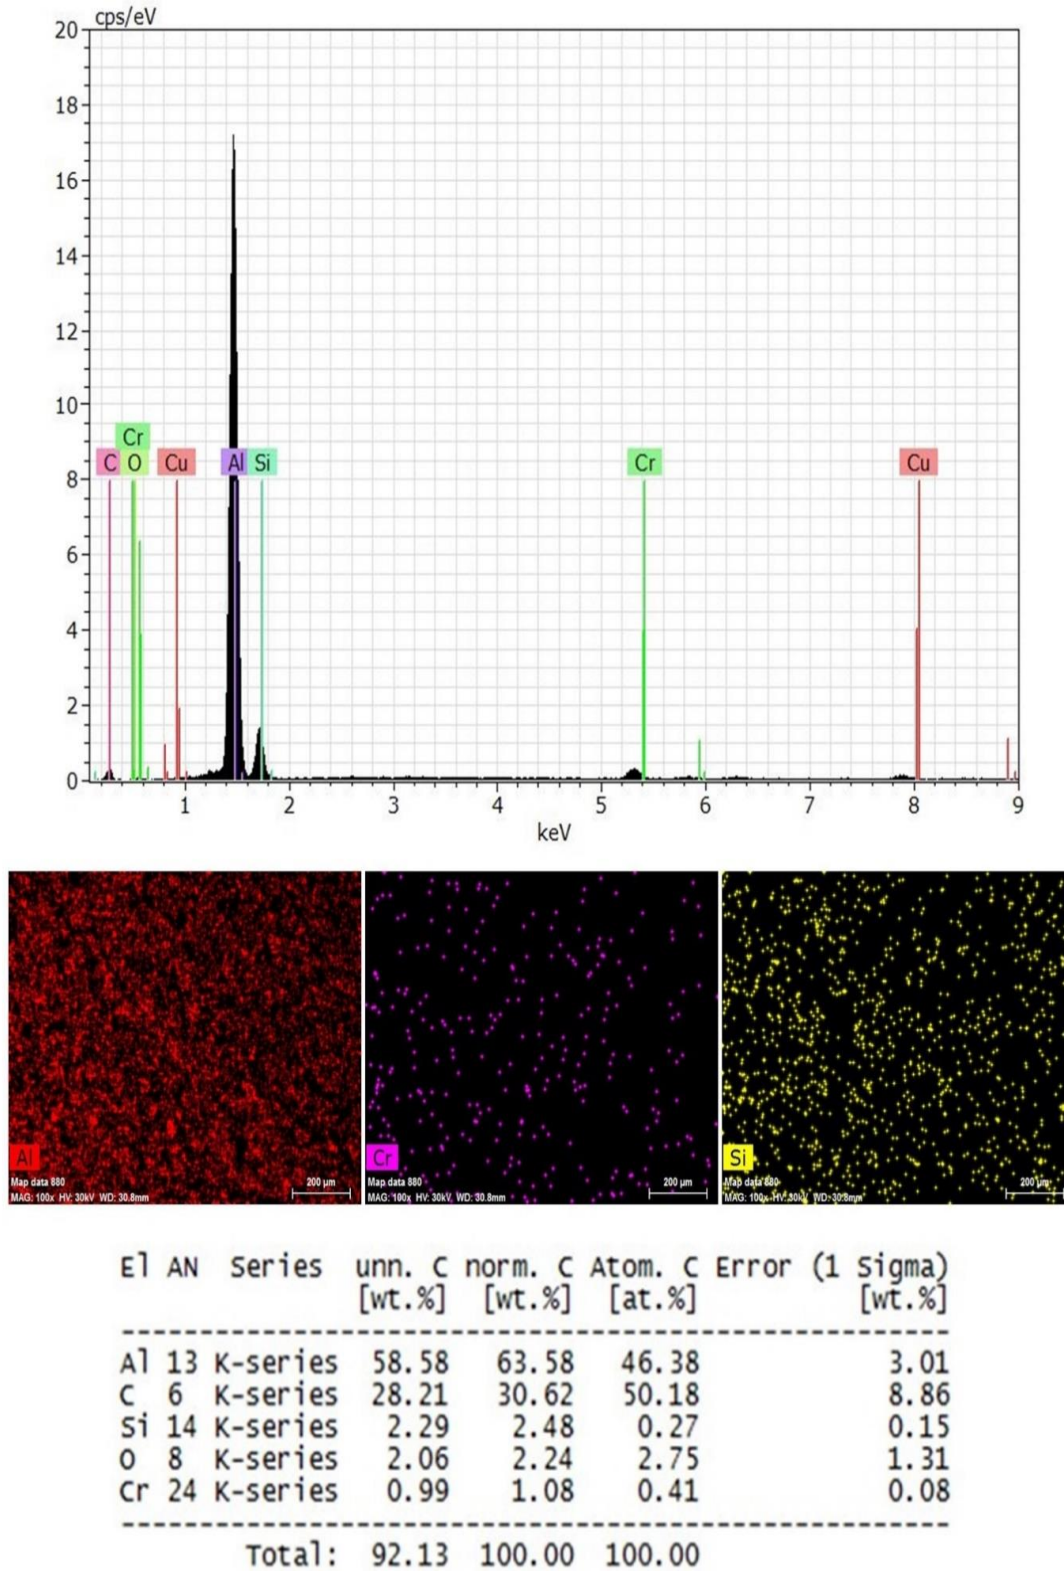 cps/eV
20
18
16
14
12
10
8
6
4
2
0
Cr
C O Cu Al Si Cr Cu
1 2 3 4 5 6 7 8 9
keV
Al
Map data 880
MAG: 100x HV: 30kV WD: 30.8mm
200 µm
Cr
Map data 880
MAG: 100x HV: 30kV WD: 30.8mm
200 µm
Si
Map data 880
MAG: 100x HV: 30kV WD: 30.8mm
200 µm
El AN Series unn. C norm. C Atom. C Error (1 Sigma)
[wt.%] [wt.%] [at.%] [wt.%]
Al 13 K-series 58.58 63.58 46.38 3.01
C 6 K-series 28.21 30.62 50.18 8.86
Si 14 K-series 2.29 2.48 0.27 0.15
O 8 K-series 2.06 2.24 2.75 1.31
Cr 24 K-series 0.99 1.08 0.41 0.08
Total: 92.13 100.00 100.00